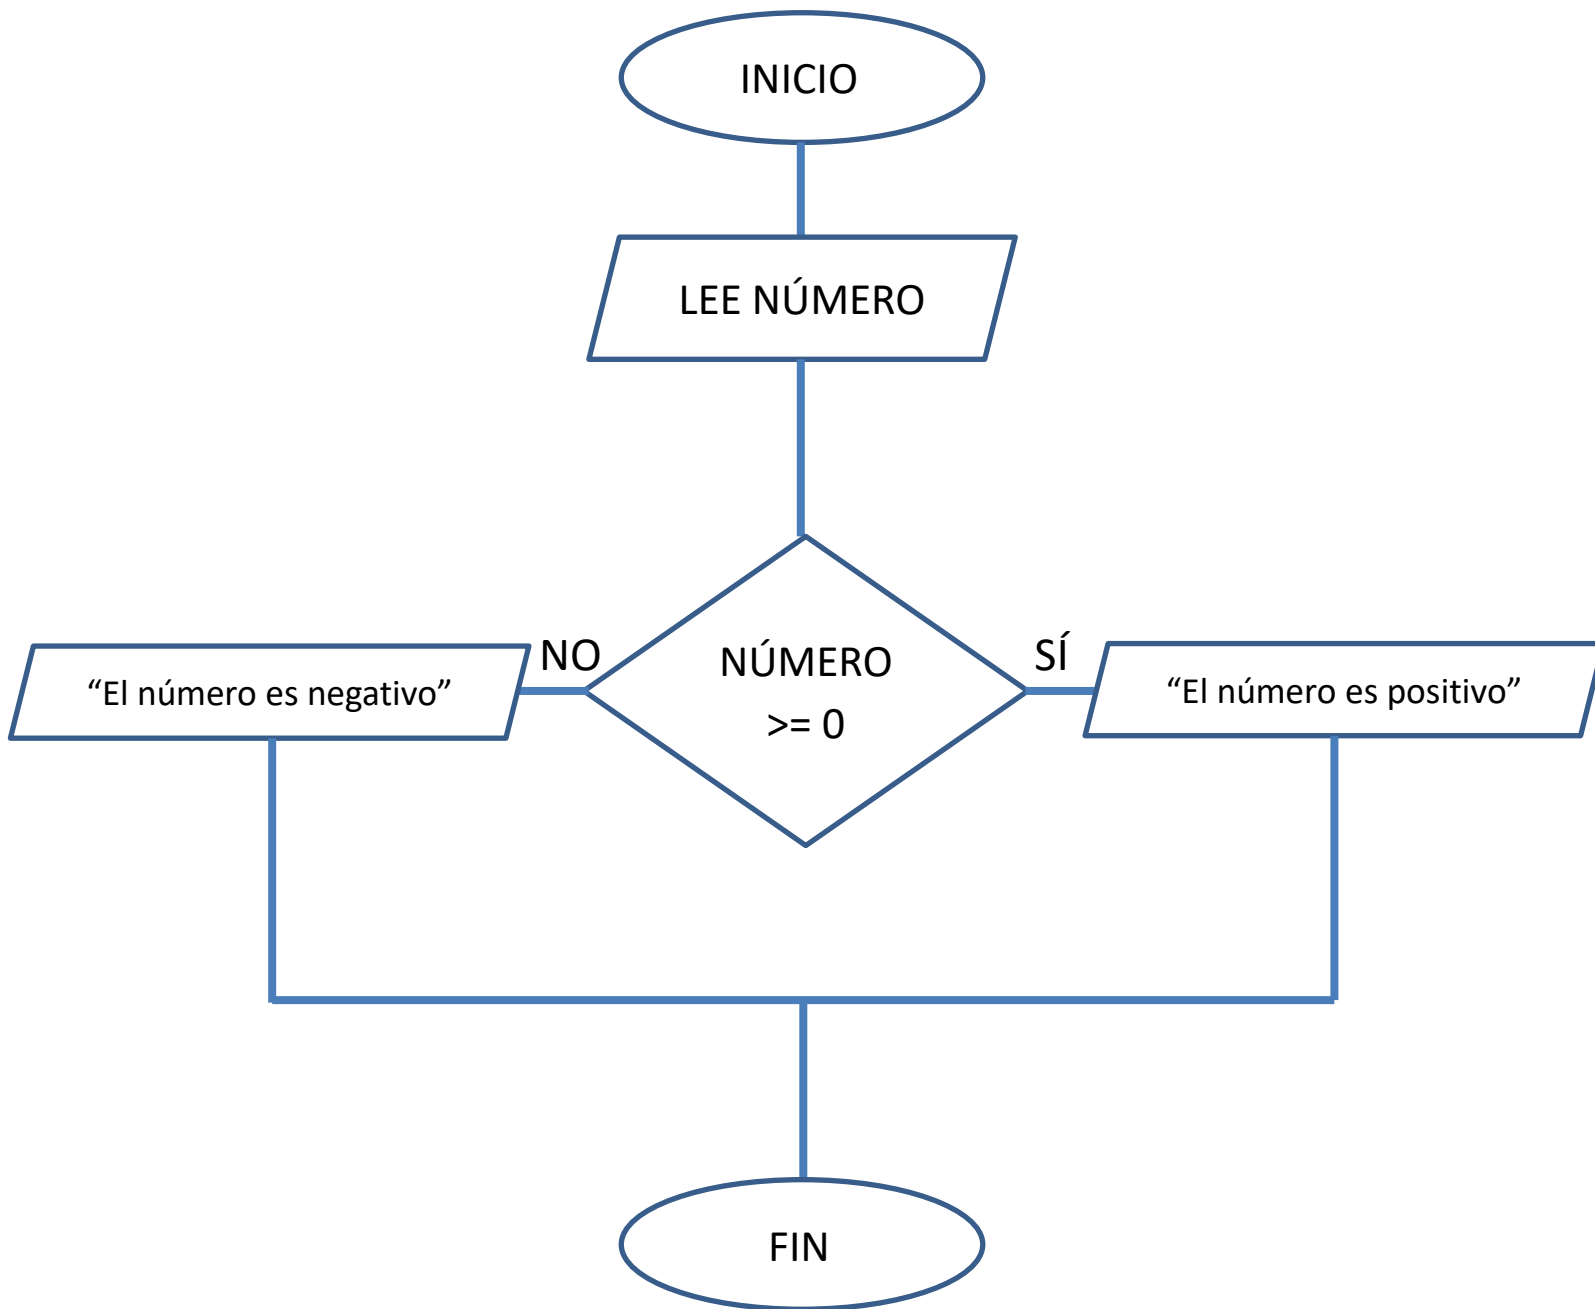 INICIO
LEE NÚMERO
NO
NÚMERO
>= 0
SÍ
“El número es negativo”
“El número es positivo”
FIN